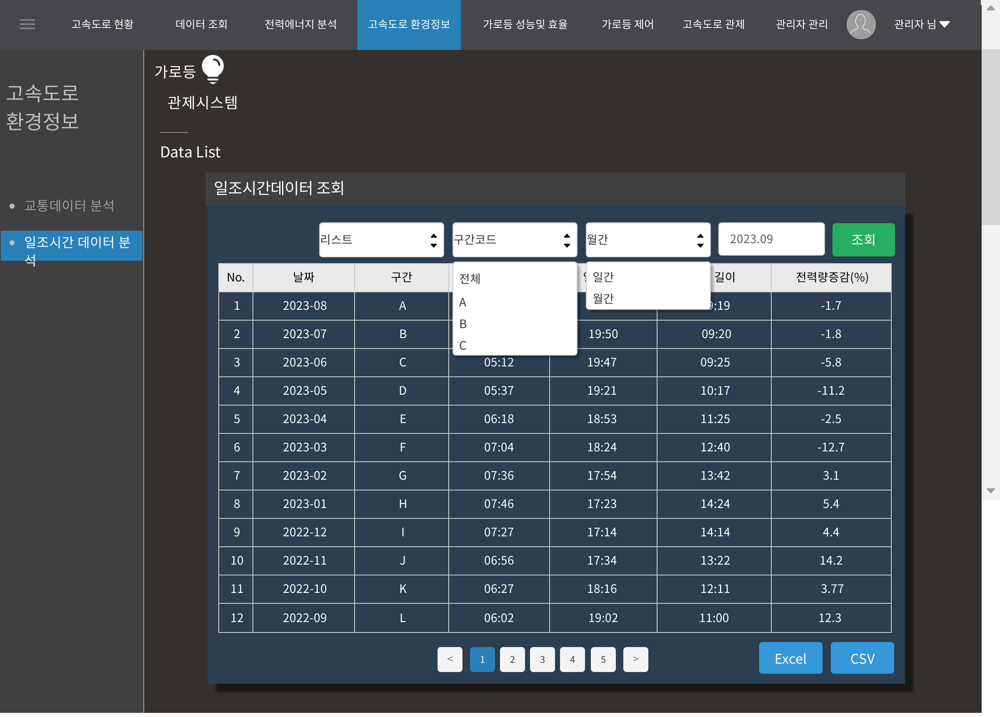 고속도로 현황 데이터 조회 전력에너지 분석 고속도로 환경정보 가로등 성능및 효율 가로등 제어 고속도로 관제 관리자 관리 관리자 님
고속도로
환경정보
교통데이터 분석
일조시간 데이터 분
석
가로등
관제시스템
Data List
일조시간데이터 조회
리스트 구간코드 월간 2023.09 조회
전체
A
B
C
일간
월간
No. 날짜 구간 길이 전력량증감(%)
1 2023-08 A :19 -1.7
2 2023-07 B 19:50 09:20 -1.8
3 2023-06 C 05:12 19:47 09:25 -5.8
4 2023-05 D 05:37 19:21 10:17 -11.2
5 2023-04 E 06:18 18:53 11:25 -2.5
6 2023-03 F 07:04 18:24 12:40 -12.7
7 2023-02 G 07:36 17:54 13:42 3.1
8 2023-01 H 07:46 17:23 14:24 5.4
9 2022-12 I 07:27 17:14 14:14 4.4
10 2022-11 J 06:56 17:34 13:22 14.2
11 2022-10 K 06:27 18:16 12:11 3.77
12 2022-09 L 06:02 19:02 11:00 12.3
< 1 2 3 4 5 > Excel CSV